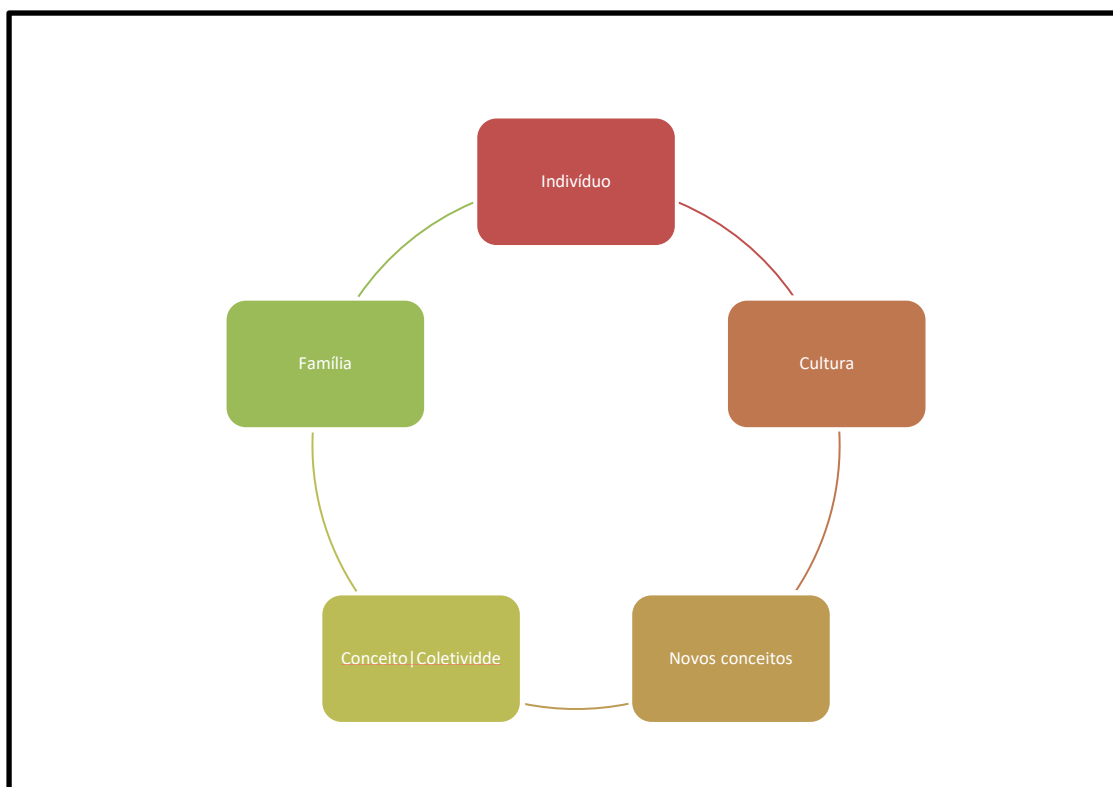 Indivíduo
Família
Cultura
Conceito|Coletividde
Novos conceitos